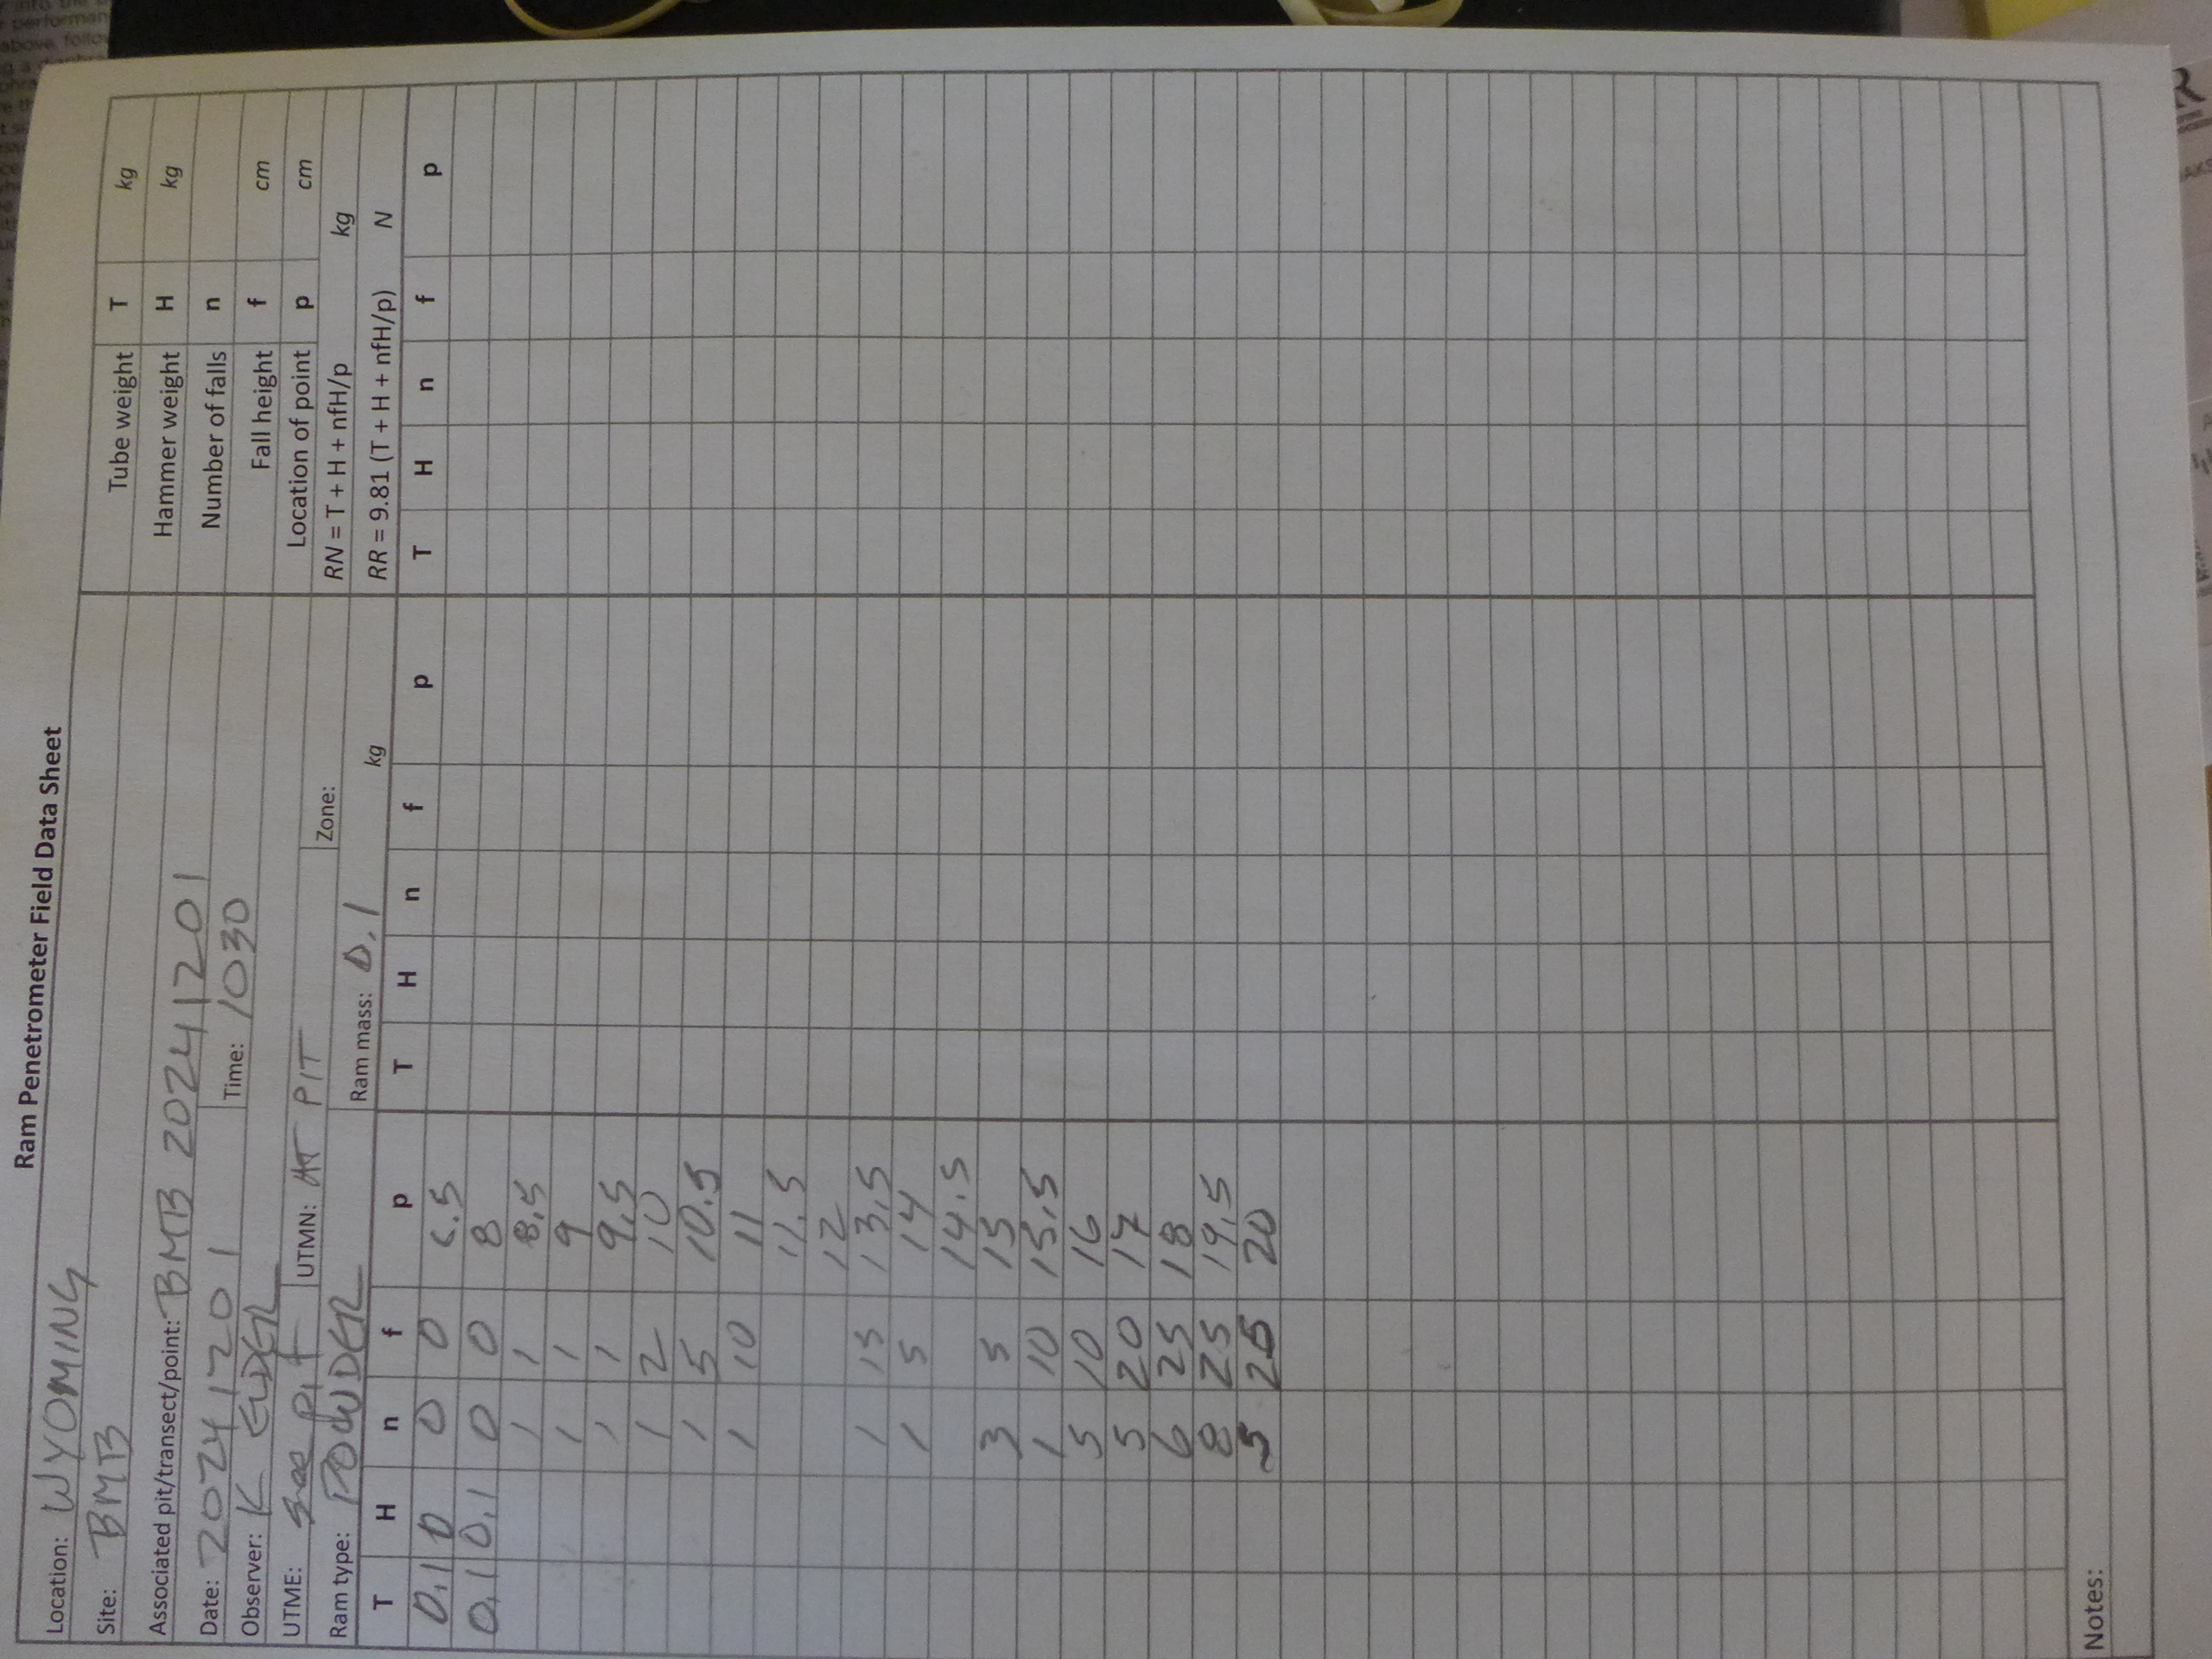 Ram Penetrometer Field Data Sheet
Location: WYOMING
Site: BMB
Associated pit/transect/point: BMB 20241201
Date: 20241201 Time: 1030
Observer: K ELDER
UTME: see pit UTMN: AT PIT Zone:
Ram type: POWDER Ram mass: 0.1 kg
Tube weight T kg
Hammer weight H kg
Number of falls n
Fall height f cm
Location of point p cm
RN = T + H + nfH/p kg
RR = 9.81 (T + H + nfH/p) N
T H n f p T H n f p T H n f p
0.1 0 0 0 6.5
0.1 0.1 0 0 8
1 1 8.5
1 1 9
1 1 9.5
1 2 10
1 5 10.5
1 10 11
11.5
12
1 15 13.5
1 5 14
14.5
3 5 15
1 10 15.5
5 10 16
5 20 17
6 25 18
8 25 19.5
5 25 20
Notes: